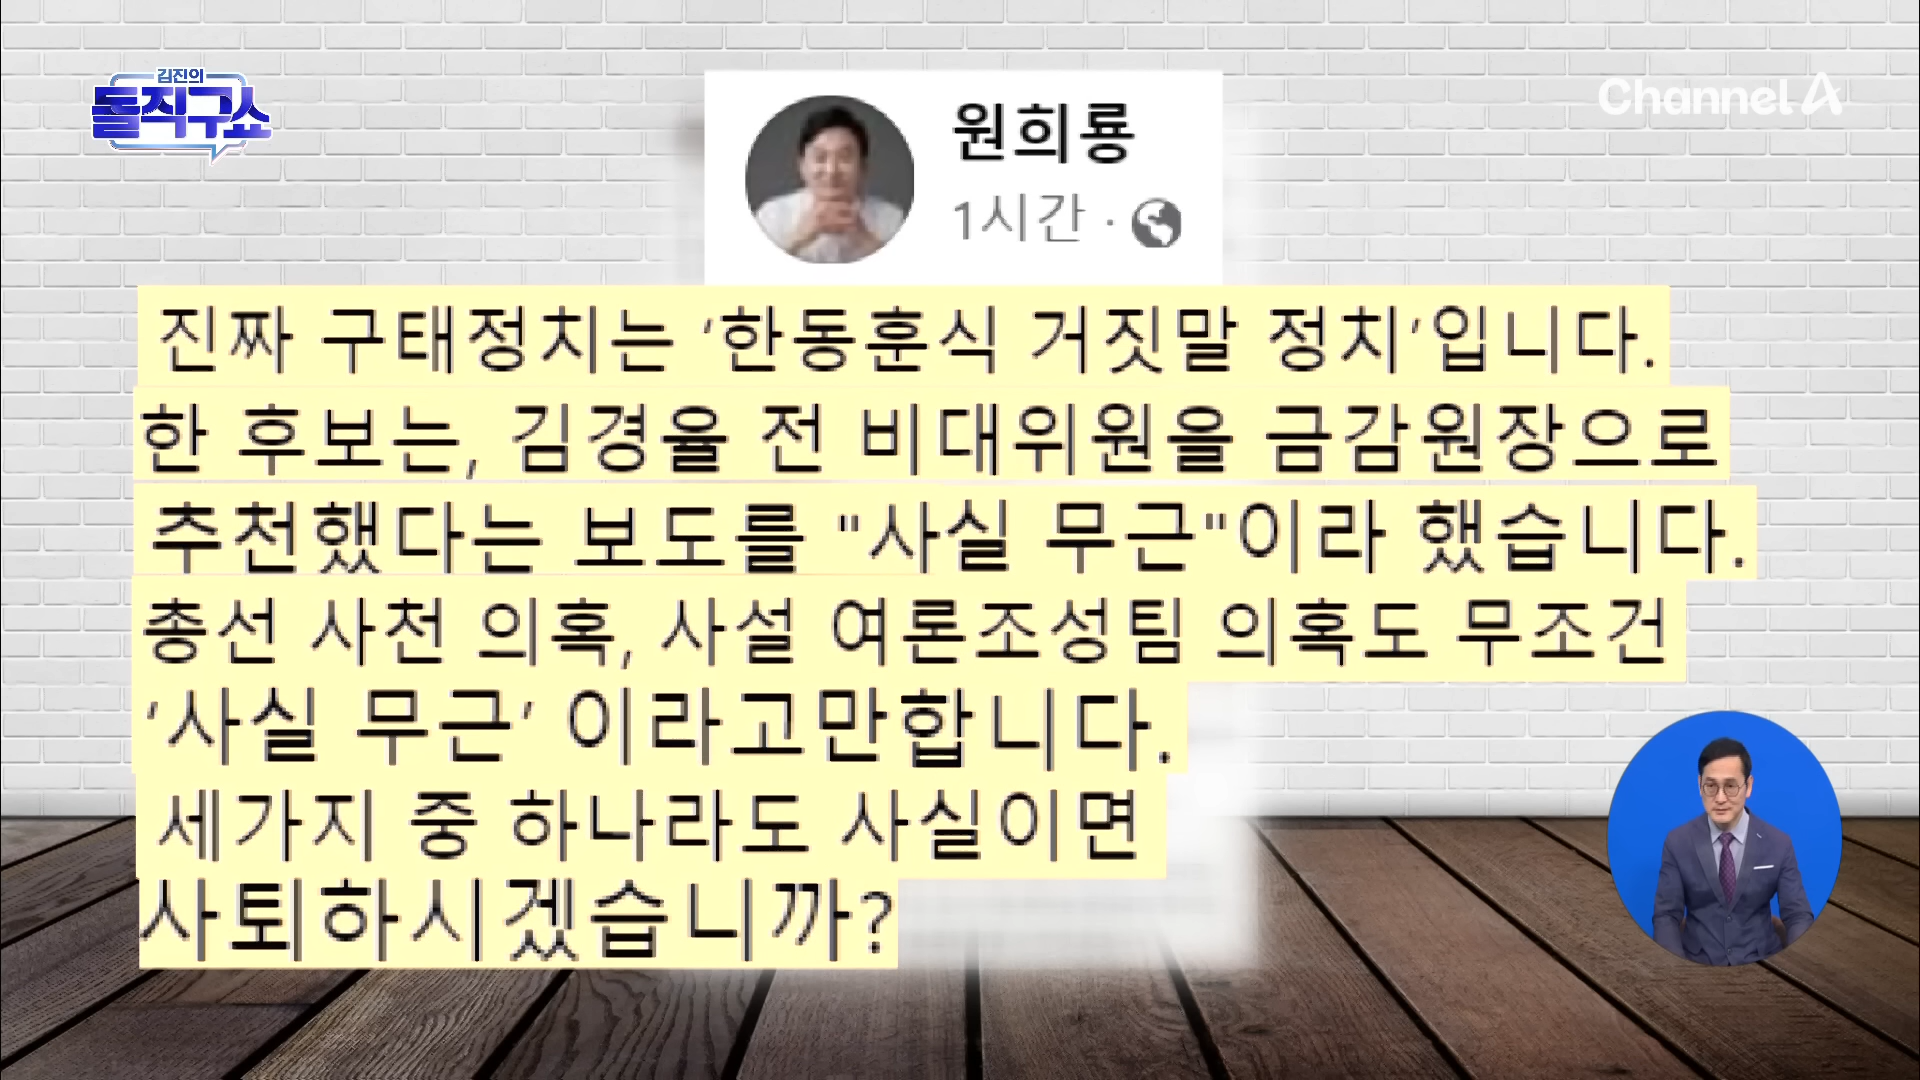 김진의
돌직구쇼
Channel A
원희룡
1시간 ·
진짜 구태정치는 '한동훈식 거짓말 정치'입니다.
한 후보는, 김경율 전 비대위원을 금감원장으로
추천했다는 보도를 "사실 무근"이라 했습니다.
총선 사천 의혹, 사설 여론조성팀 의혹도 무조건
'사실 무근' 이라고만합니다.
세가지 중 하나라도 사실이면
사퇴하시겠습니까?